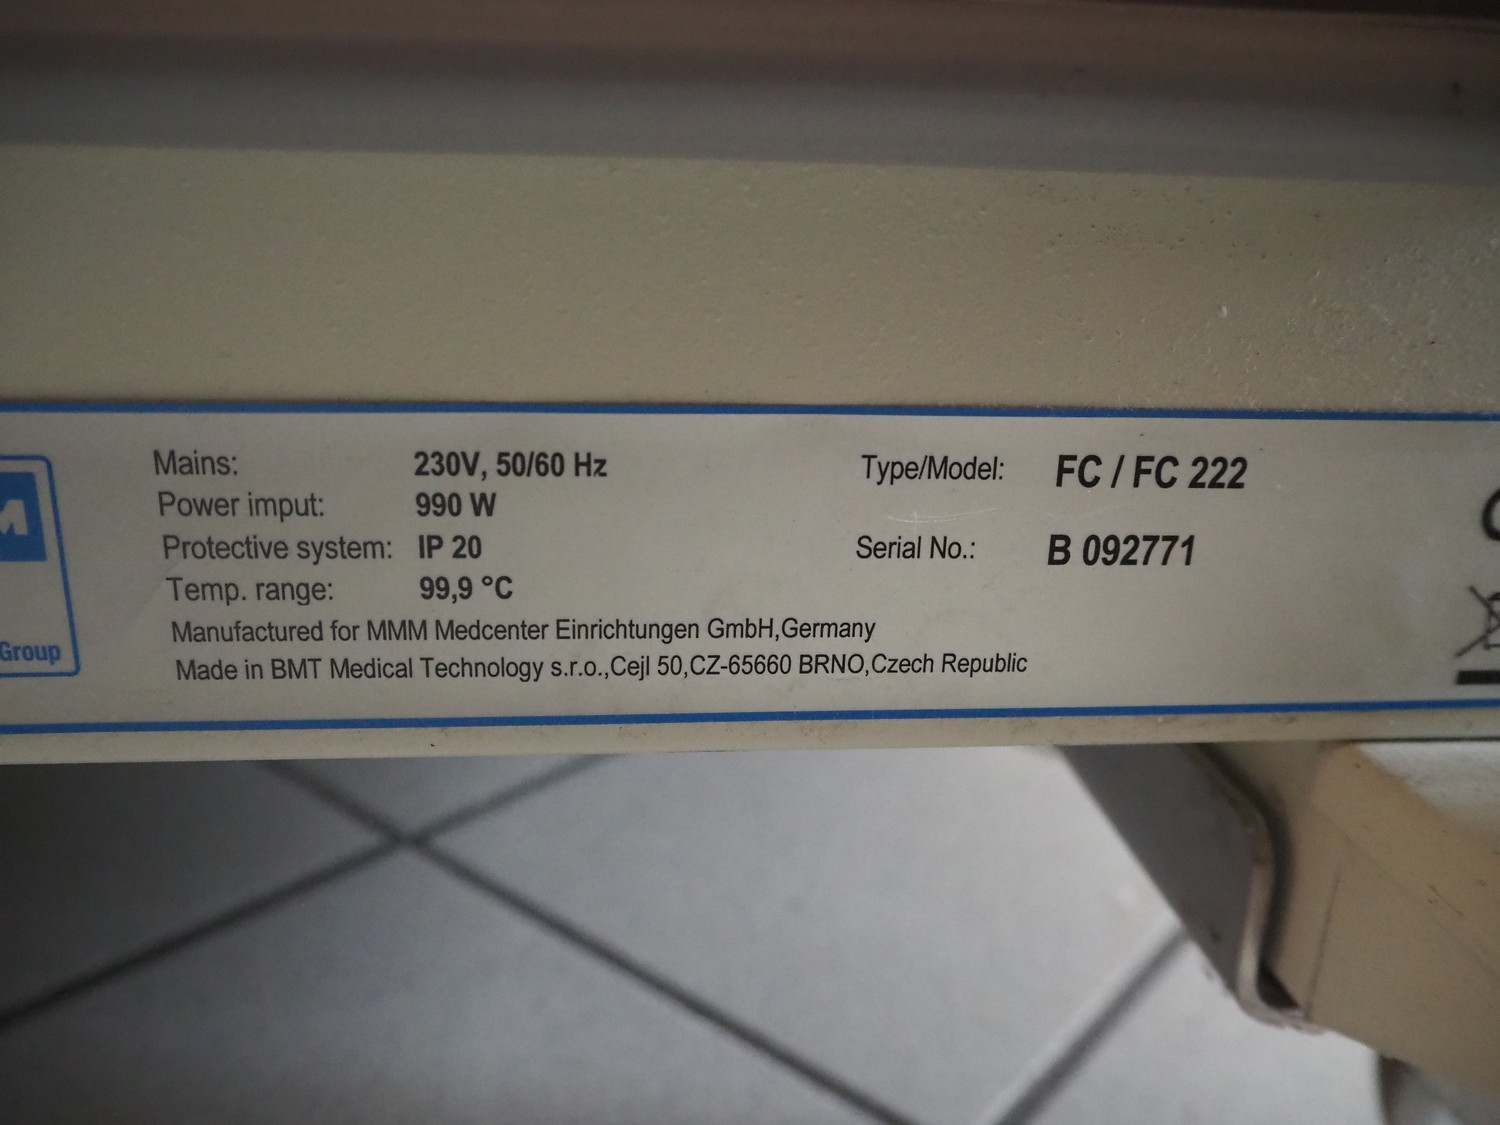 Mains: 230V, 50/60 Hz
Power imput: 990 W
Protective system: IP 20
Temp. range: 99,9 °C
Manufactured for MMM Medcenter Einrichtungen GmbH,Germany
Made in BMT Medical Technology s.r.o.,Cejl 50,CZ-65660 BRNO,Czech Republic
Type/Model: FC / FC 222
Serial No.: B 092771
M
Group